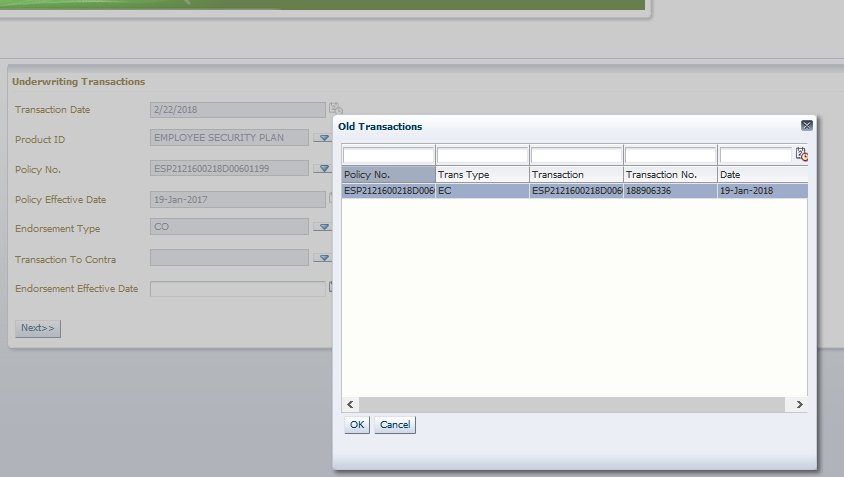 Underwriting Transactions
Transaction Date 2/22/2018
Product ID EMPLOYEE SECURITY PLAN
Policy No. ESP2121600218D00601199
Policy Effective Date 19-Jan-2017
Endorsement Type CO
Transaction To Contra
Endorsement Effective Date
Next>>
Old Transactions
Policy No. Trans Type Transaction Transaction No. Date
ESP2121600218D006 EC ESP2121600218D006 188906336 19-Jan-2018
OK Cancel